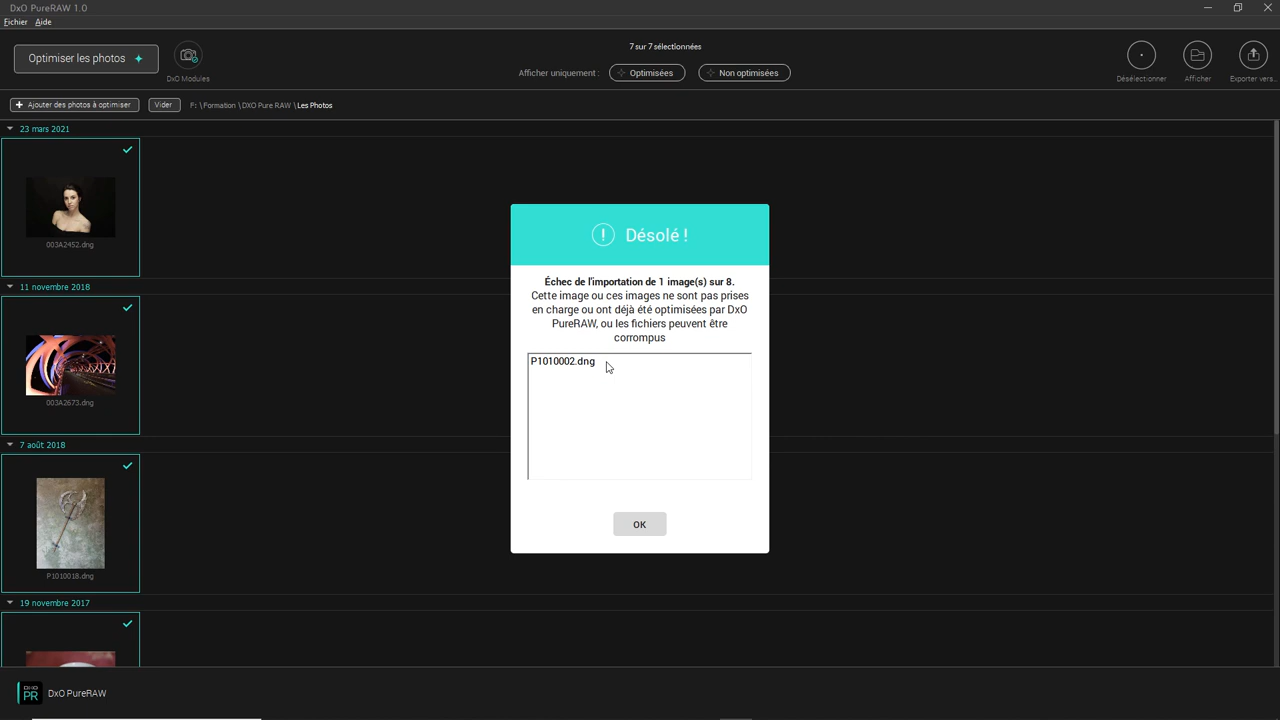 DxO PureRAW 1.0
Fichier Aide
Optimiser les photos
DxO Modules
7 sur 7 sélectionnées
Afficher uniquement :
Optimisées
Non optimisées
Désélectionner
Afficher
Exporter vers...
Ajouter des photos à optimiser
Vider
F: \ Formation \ DXO Pure RAW \ Les Photos
23 mars 2021
003A2452.dng
11 novembre 2018
003A2673.dng
7 août 2018
P1010018.dng
19 novembre 2017
! Désolé !
Échec de l'importation de 1 image(s) sur 8.
Cette image ou ces images ne sont pas prises
en charge ou ont déjà été optimisées par DxO
PureRAW, ou les fichiers peuvent être
corrompus
P1010002.dng
OK
DXO
PR
DxO PureRAW